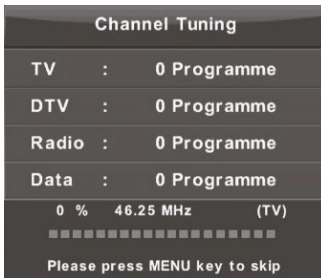 Channel Tuning
TV : 0 Programme
DTV : 0 Programme
Radio : 0 Programme
Data : 0 Programme
0 % 46.25 MHz (TV)
Please press MENU key to skip